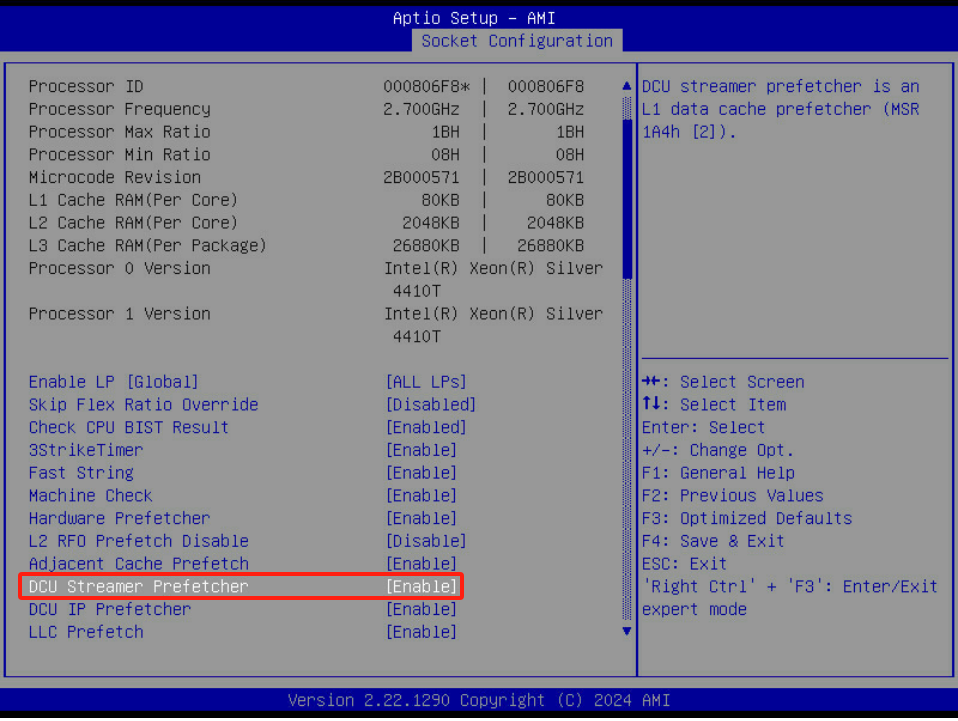 Aptio Setup - AMI
Socket Configuration
Processor ID 000806F8* | 000806F8
Processor Frequency 2.700GHz | 2.700GHz
Processor Max Ratio 1BH | 1BH
Processor Min Ratio 08H | 08H
Microcode Revision 2B000571 | 2B000571
L1 Cache RAM(Per Core) 80KB | 80KB
L2 Cache RAM(Per Core) 2048KB | 2048KB
L3 Cache RAM(Per Package) 26880KB | 26880KB
Processor 0 Version Intel(R) Xeon(R) Silver
4410T
Processor 1 Version Intel(R) Xeon(R) Silver
4410T
Enable LP [Global] [ALL LPs]
Skip Flex Ratio Override [Disabled]
Check CPU BIST Result [Enabled]
3StrikeTimer [Enable]
Fast String [Enable]
Machine Check [Enable]
Hardware Prefetcher [Enable]
L2 RFO Prefetch Disable [Disable]
Adjacent Cache Prefetch [Enable]
DCU Streamer Prefetcher [Enable]
DCU IP Prefetcher [Enable]
LLC Prefetch [Enable]
DCU streamer prefetcher is an
L1 data cache prefetcher (MSR
1A4h [2]).
→←: Select Screen
↑↓: Select Item
Enter: Select
+/-: Change Opt.
F1: General Help
F2: Previous Values
F3: Optimized Defaults
F4: Save & Exit
ESC: Exit
'Right Ctrl' + 'F3': Enter/Exit
expert mode
Version 2.22.1290 Copyright (C) 2024 AMI